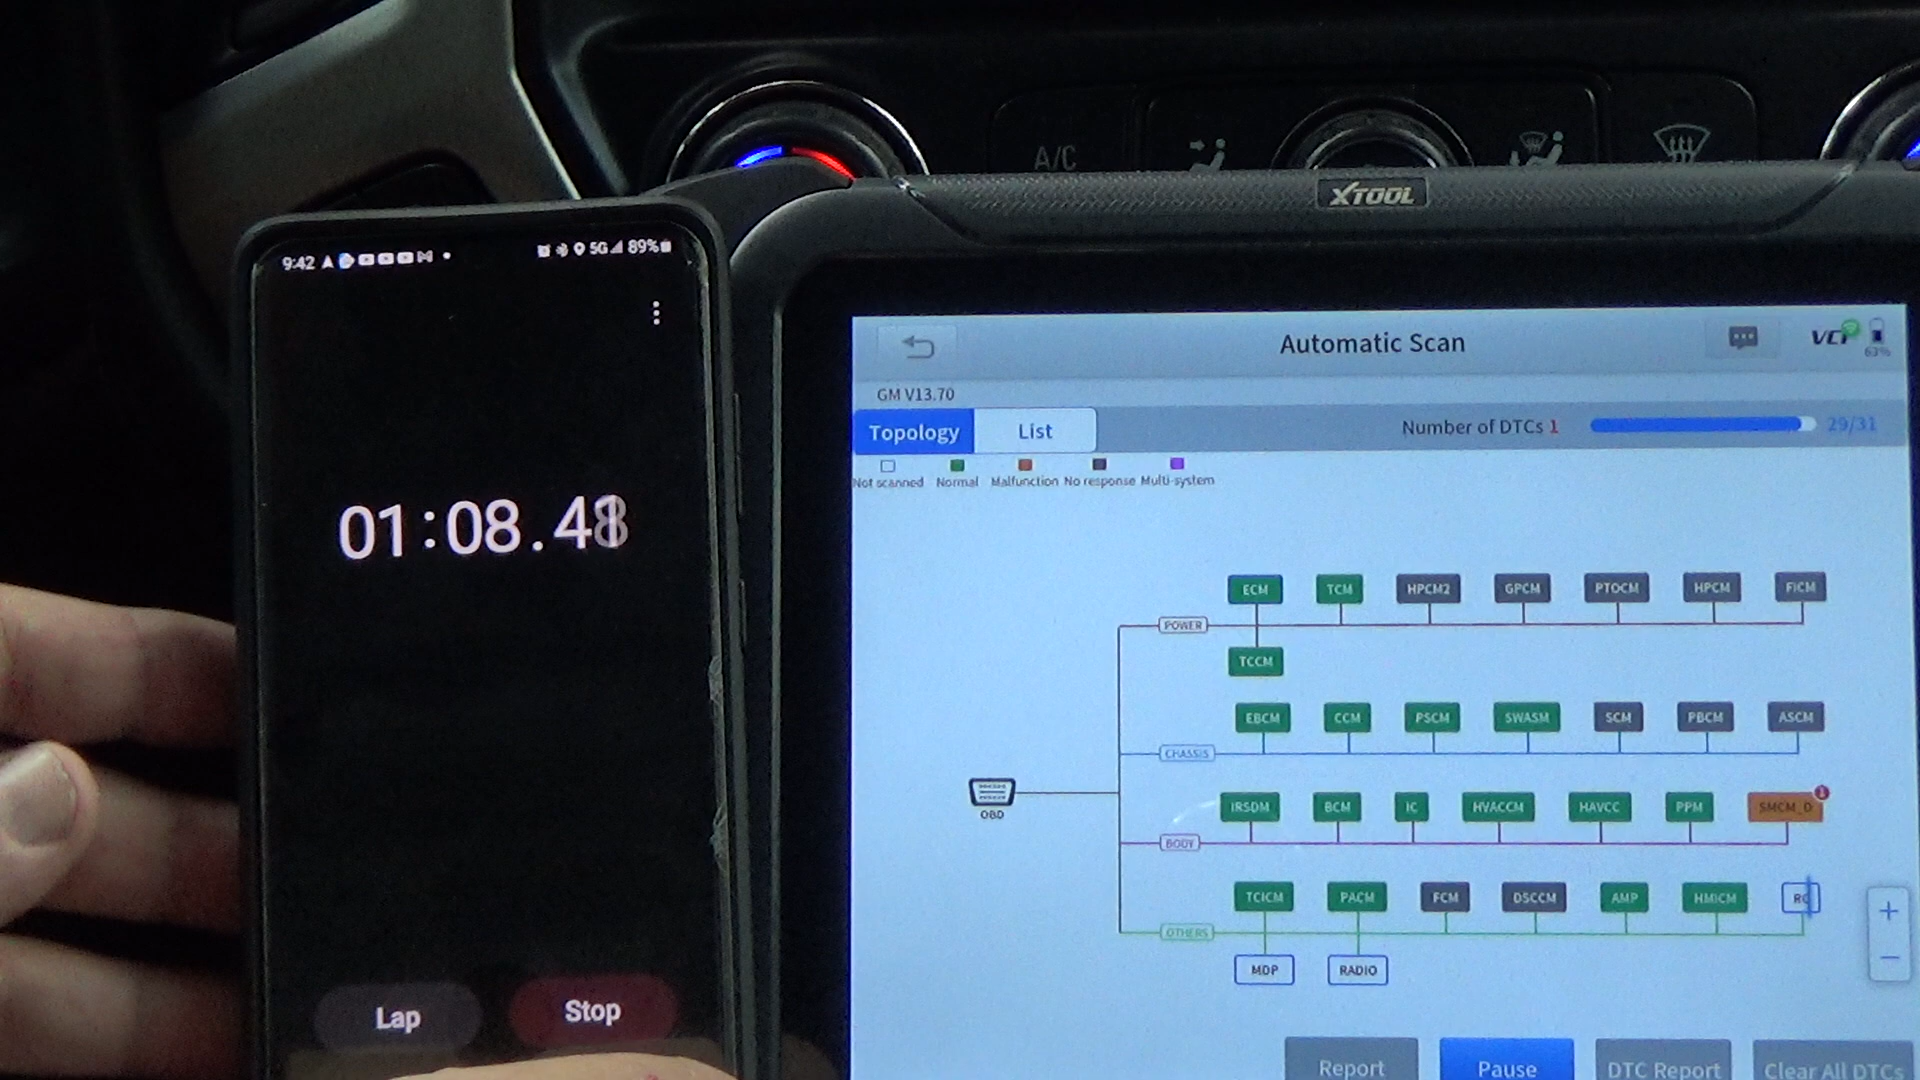 A/C
XTOOL
9:42
5G 89%
01:08.4
Lap
Stop
Automatic Scan
VCI
63%
GM V13.70
Topology
List
Number of DTCs 1
29/31
Not scanned
Normal
Malfunction
No response
Multi-system
ECM
TCM
HPCM2
GPCM
PTOCM
HPCM
FICM
POWER
TCCM
EBCM
CCM
PSCM
SWASM
SCM
PBCM
ASCM
CHASSIS
OBD
IRSDM
BCM
IC
HVACCM
HAVCC
PPM
SMCM_D
1
BODY
TCICM
PACM
FCM
DSCCM
AMP
HMICM
OTHERS
MDP
RADIO
+
−
Report
Pause
DTC Report
Clear All DTCs